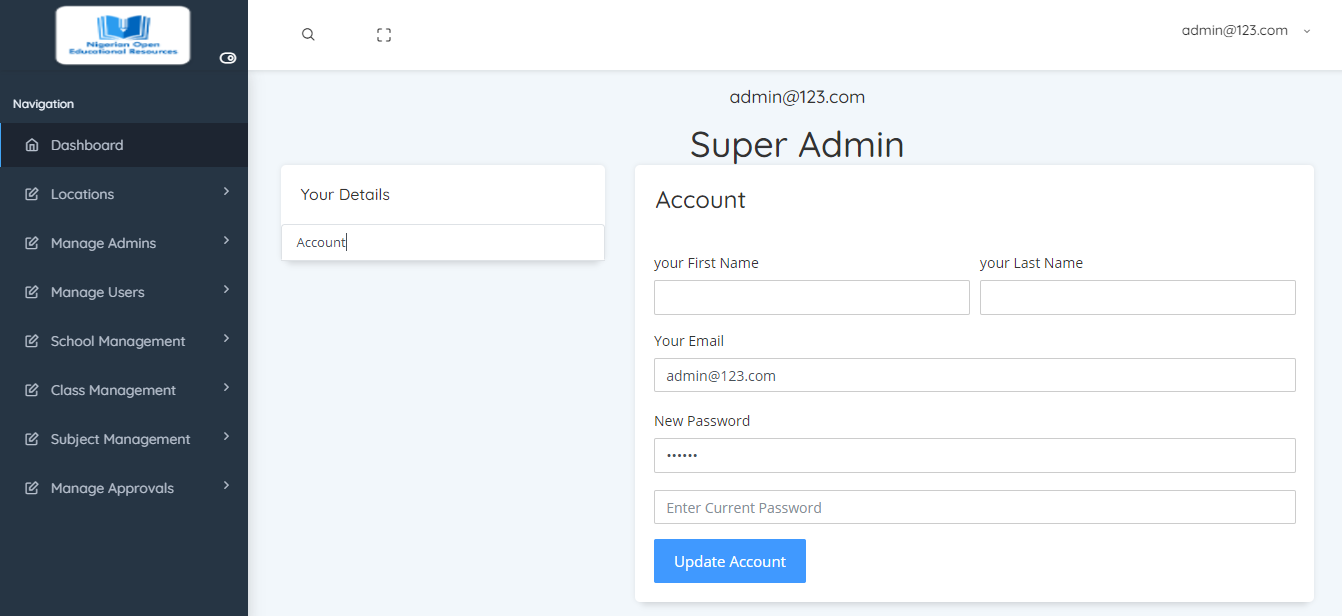 Nigerian Open
Educational Resources
admin@123.com
Navigation
Dashboard
Locations
Manage Admins
Manage Users
School Management
Class Management
Subject Management
Manage Approvals
admin@123.com
Super Admin
Your Details
Account
Account
your First Name
your Last Name
Your Email
admin@123.com
New Password
••••••
Enter Current Password
Update Account